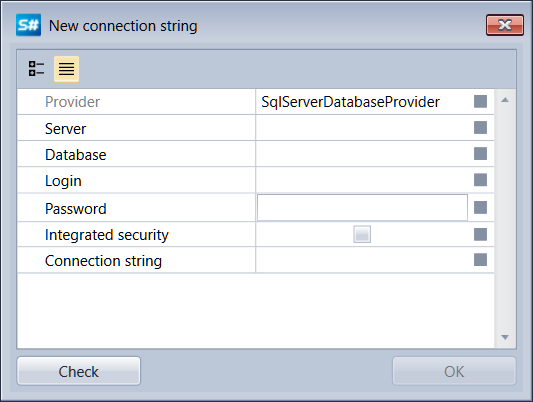 S# New connection string
Provider SqlServerDatabaseProvider
Server
Database
Login
Password
Integrated security
Connection string
Check OK